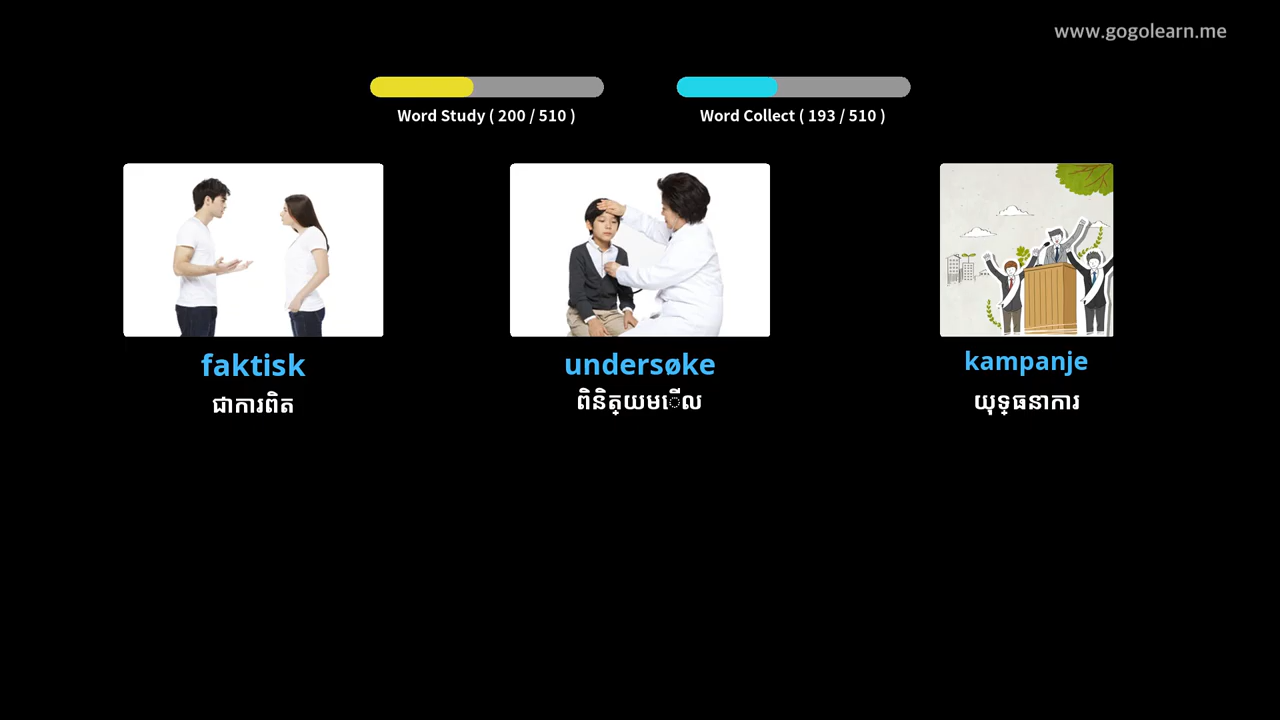 www.gogolearn.me
Word Study ( 200 / 510 )
Word Collect ( 193 / 510 )
faktisk
undersøke
kampanje
ជាការពិត
ពិនិត្យមើល
យុទ្ធនាការ